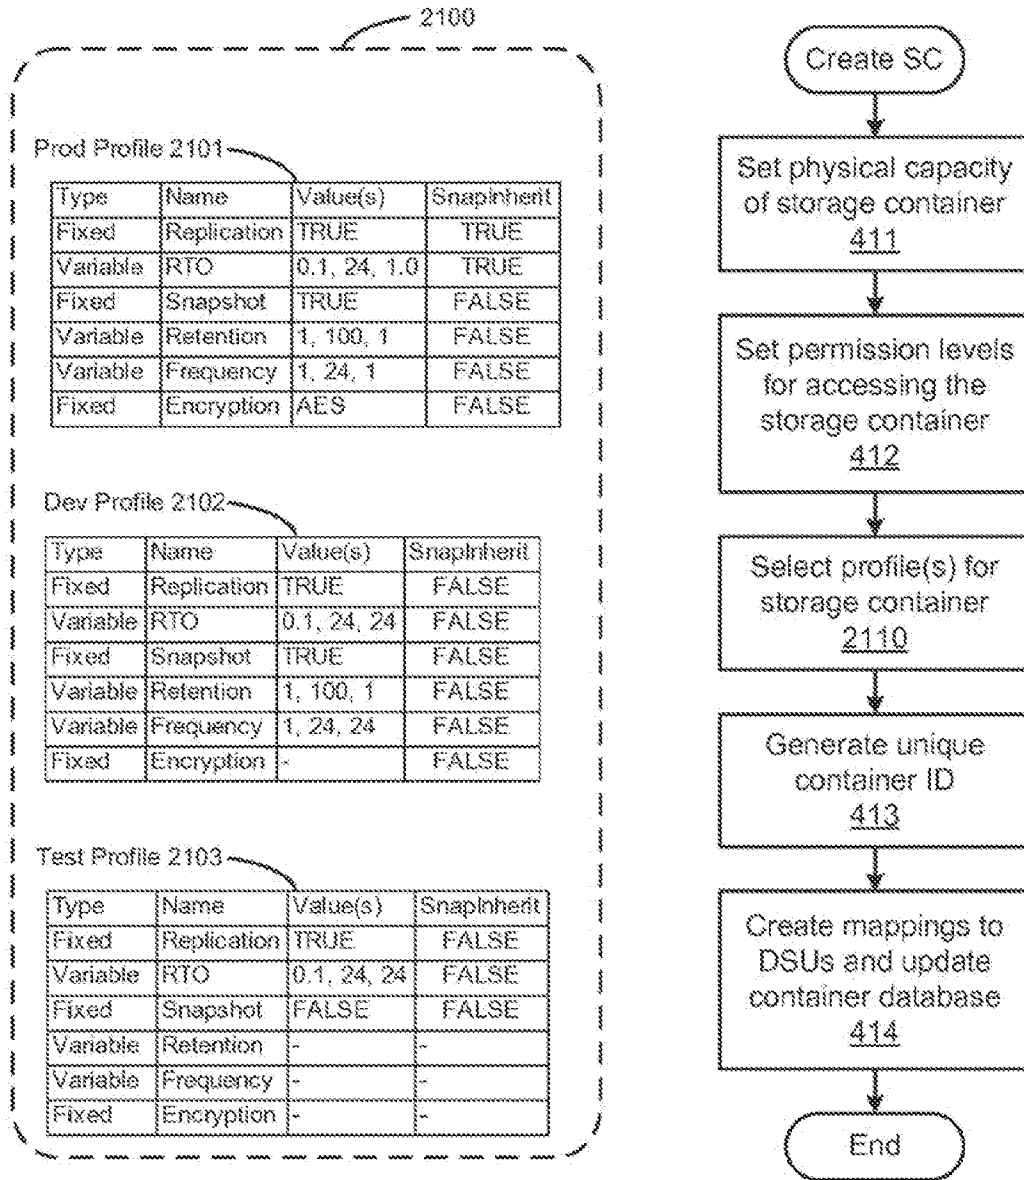 2100
Prod Profile 2101
Type Name Value(s) SnapInherit
Fixed Replication TRUE TRUE
Variable RTO 0.1, 24, 1.0 TRUE
Fixed Snapshot TRUE FALSE
Variable Retention 1, 100, 1 FALSE
Variable Frequency 1, 24, 1 FALSE
Fixed Encryption AES FALSE
Dev Profile 2102
Type Name Value(s) SnapInherit
Fixed Replication TRUE FALSE
Variable RTO 0.1, 24, 24 FALSE
Fixed Snapshot TRUE FALSE
Variable Retention 1, 100, 1 FALSE
Variable Frequency 1, 24, 24 FALSE
Fixed Encryption - FALSE
Test Profile 2103
Type Name Value(s) SnapInherit
Fixed Replication TRUE FALSE
Variable RTO 0.1, 24, 24 FALSE
Fixed Snapshot FALSE FALSE
Variable Retention - -
Variable Frequency - -
Fixed Encryption - -
Create SC
Set physical capacity
of storage container
411
Set permission levels
for accessing the
storage container
412
Select profile(s) for
storage container
2110
Generate unique
container ID
413
Create mappings to
DSUs and update
container database
414
End